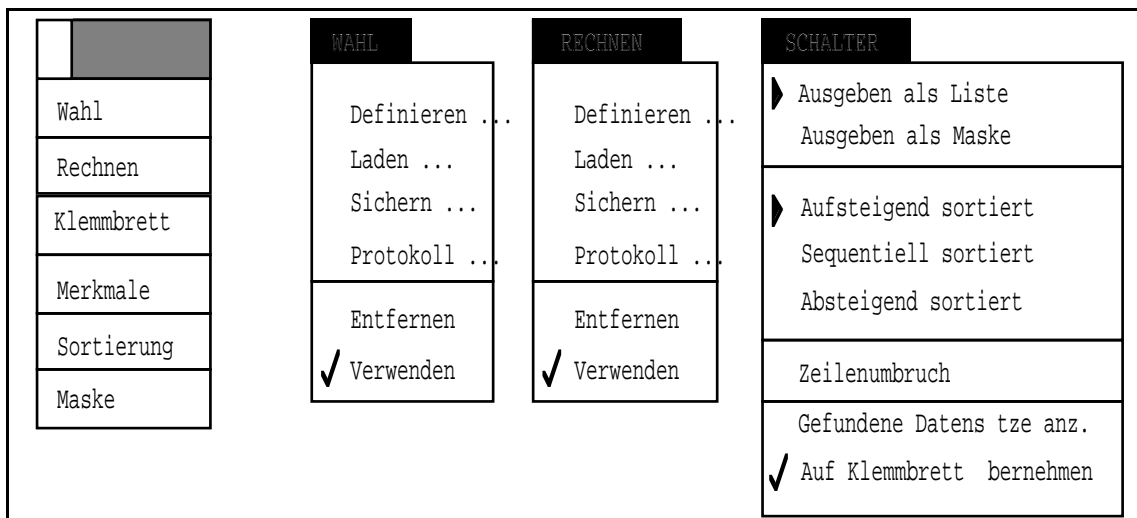 Wahl
Rechnen
Klemmbrett
Merkmale
Sortierung
Maske
WAHL
Definieren ...
Laden ...
Sichern ...
Protokoll ...
Entfernen
Verwenden
RECHNEN
Definieren ...
Laden ...
Sichern ...
Protokoll ...
Entfernen
Verwenden
SCHALTER
Ausgeben als Liste
Ausgeben als Maske
Aufsteigend sortiert
Sequentiell sortiert
Absteigend sortiert
Zeilenumbruch
Gefundene Datens tze anz.
Auf Klemmbrett bernehmen